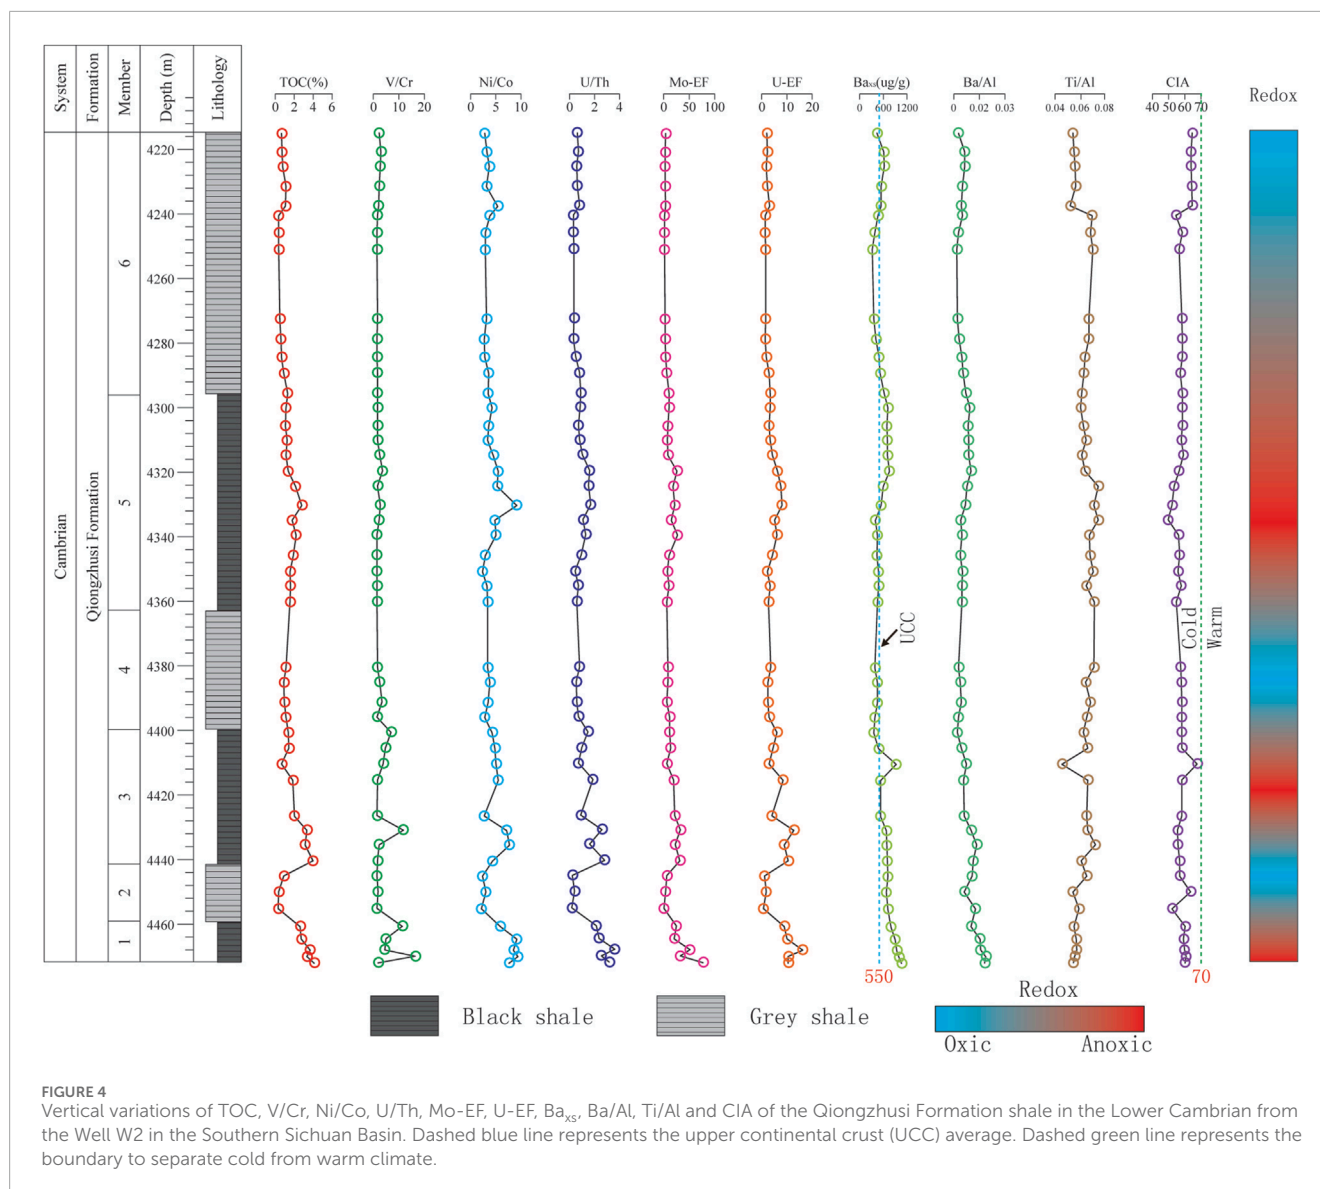 System
Formation
Member
Depth (m)
Lithology
TOC(%)
V/Cr
Ni/Co
U/Th
Mo-EF
U-EF
Baxs(ug/g)
Ba/Al
Ti/Al
CIA
Redox
0 2 4 6
0 10 20
0 5 10
0 2 4
0 50 100
0 10 20
0 600 1200
0 0.02 0.03
0.04 0.06 0.08
40 50 60 70
Cambrian
Qiongzhusi Formation
6
5
4
3
2
1
4220
4240
4260
4280
4300
4320
4340
4360
4380
4400
4420
4440
4460
UCC
Cold
Warm
550
70
Black shale
Grey shale
Redox
Oxic
Anoxic
FIGURE 4
Vertical variations of TOC, V/Cr, Ni/Co, U/Th, Mo-EF, U-EF, Baxs, Ba/Al, Ti/Al and CIA of the Qiongzhusi Formation shale in the Lower Cambrian from
the Well W2 in the Southern Sichuan Basin. Dashed blue line represents the upper continental crust (UCC) average. Dashed green line represents the
boundary to separate cold from warm climate.